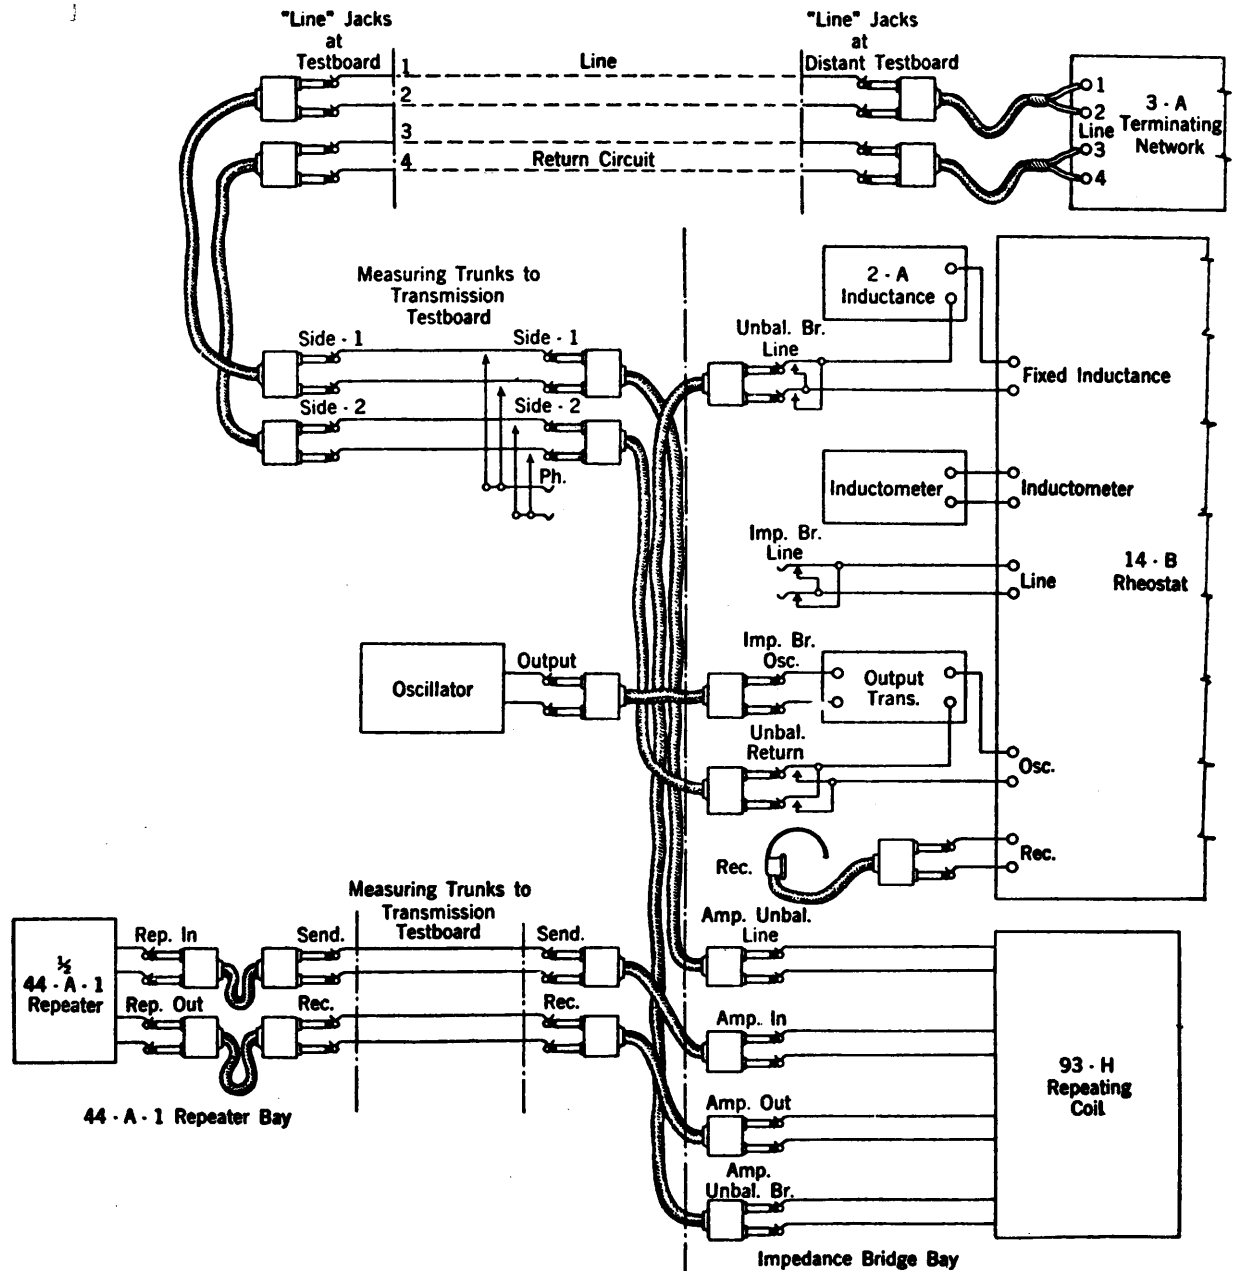 "Line" Jacks
at
Testboard
"Line" Jacks
at
Distant Testboard
1
Line
2
3
4
Return Circuit
1
2
Line
3
4
3 - A
Terminating
Network
Measuring Trunks to
Transmission
Testboard
Side - 1
Side - 1
Side - 2
Side - 2
Ph.
2 - A
Inductance
Unbal. Br.
Line
Fixed Inductance
Inductometer
Inductometer
Imp. Br.
Line
Line
14 - B
Rheostat
Oscillator
Output
Imp. Br.
Osc.
Output
Trans.
Unbal.
Return
Osc.
Rec.
Rec.
Measuring Trunks to
Transmission
Testboard
½
44 - A - 1
Repeater
Rep. In
Send.
Send.
Rep. Out
Rec.
Rec.
44 - A - 1 Repeater Bay
Amp. Unbal.
Line
Amp. In
Amp. Out
Amp.
Unbal. Br.
93 - H
Repeating
Coil
Impedance Bridge Bay